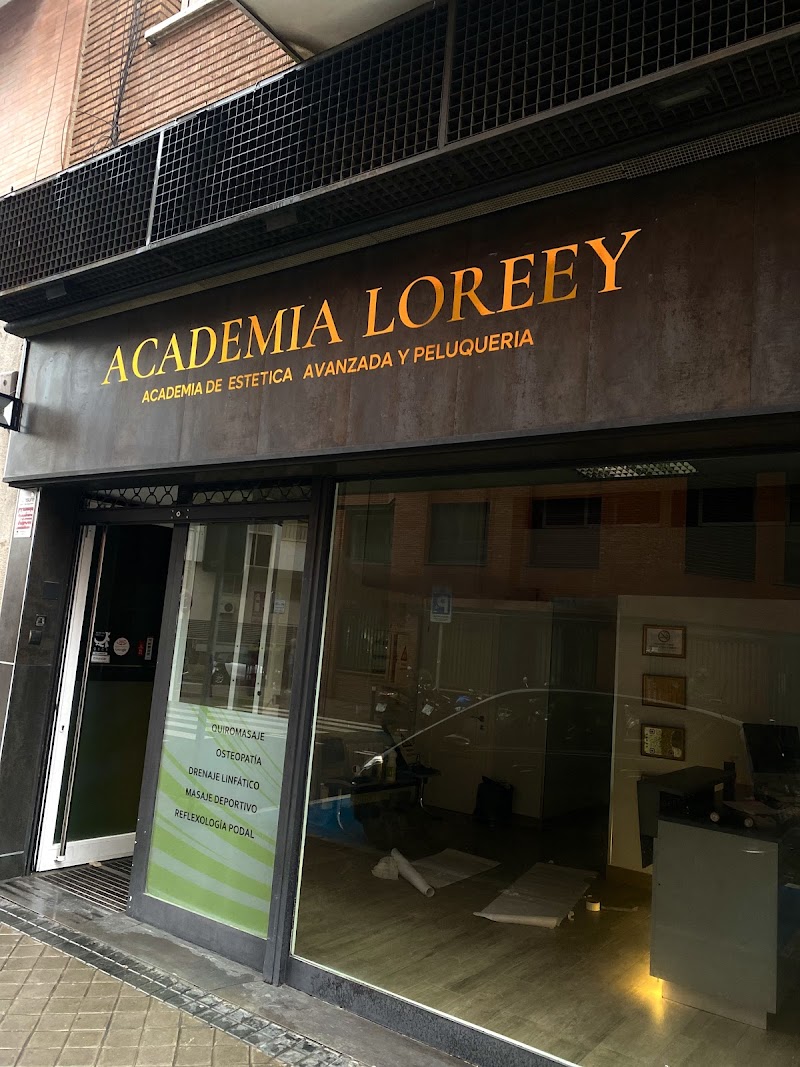 ACADEMIA LOREEY
ACADEMIA DE ESTETICA AVANZADA Y PELUQUERIA
QUIROMASAJE
OSTEOPATÍA
DRENAJE LINFÁTICO
MASAJE DEPORTIVO
REFLEXOLOGÍA PODAL